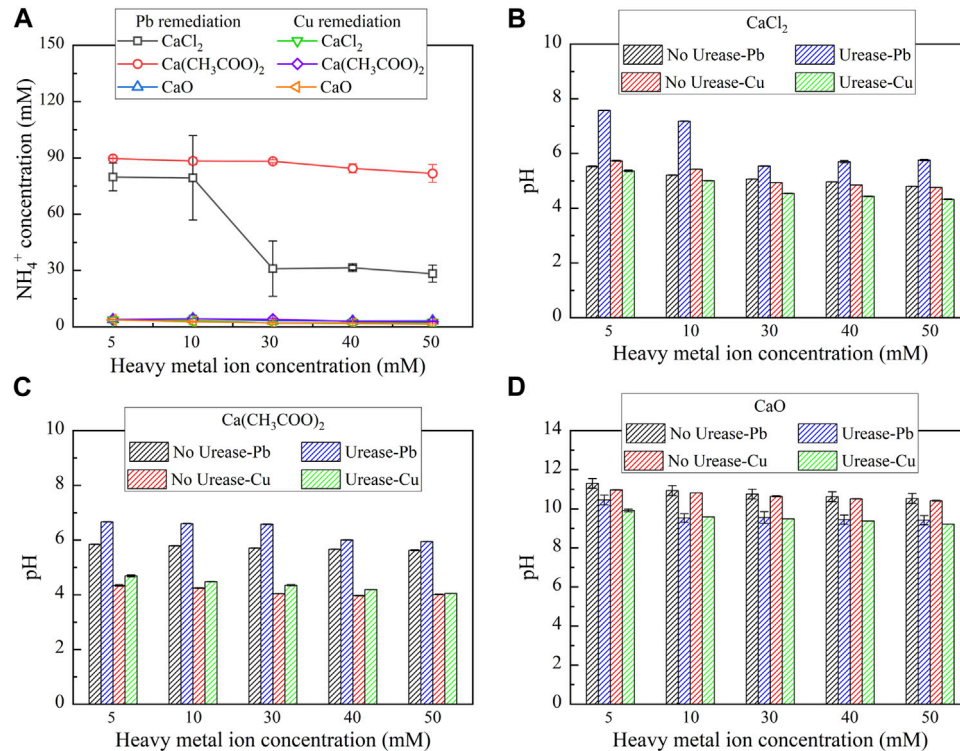 A
Pb remediation Cu remediation
CaCl₂ CaCl₂
Ca(CH₃COO)₂ Ca(CH₃COO)₂
CaO CaO
NH₄⁺ concentration (mM)
150
120
90
60
30
0
5 10 30 40 50
Heavy metal ion concentration (mM)
B
CaCl₂
No Urease-Pb Urease-Pb
No Urease-Cu Urease-Cu
pH
10
8
6
4
2
0
5 10 30 40 50
Heavy metal ion concentration (mM)
C
Ca(CH₃COO)₂
No Urease-Pb Urease-Pb
No Urease-Cu Urease-Cu
pH
10
8
6
4
2
0
5 10 30 40 50
Heavy metal ion concentration (mM)
D
CaO
No Urease-Pb Urease-Pb
No Urease-Cu Urease-Cu
pH
14
12
10
8
6
4
2
0
5 10 30 40 50
Heavy metal ion concentration (mM)